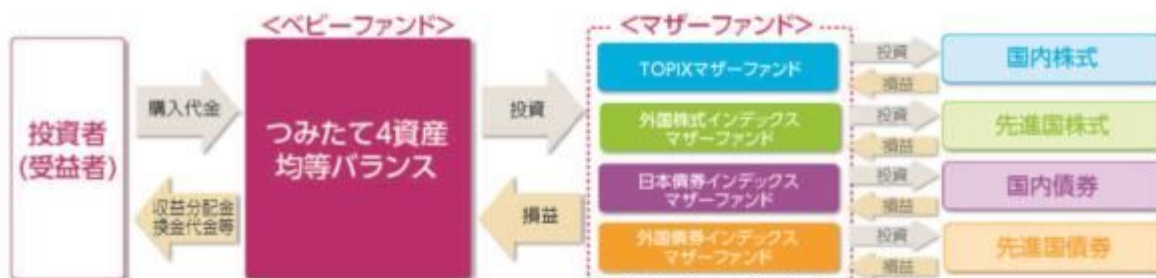 <ベビーファンド>
<マザーファンド>
投資者
(受益者)
購入代金
収益分配金
換金代金等
つみたて4資産
均等バランス
投資
損益
TOPIXマザーファンド
投資
損益
国内株式
外国株式インデックス
マザーファンド
投資
損益
先進国株式
日本債券インデックス
マザーファンド
投資
損益
国内債券
外国債券インデックス
マザーファンド
投資
損益
先進国債券